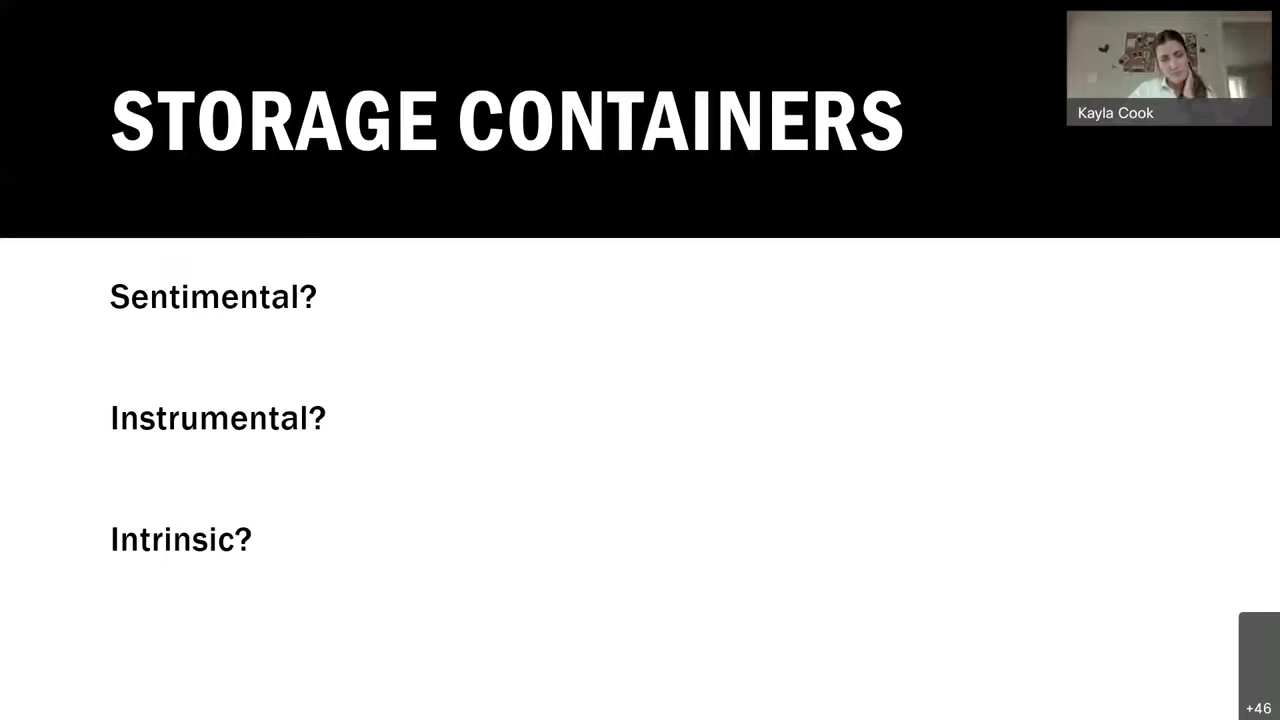 STORAGE CONTAINERS
Kayla Cook
Sentimental?
Instrumental?
Intrinsic?
+46